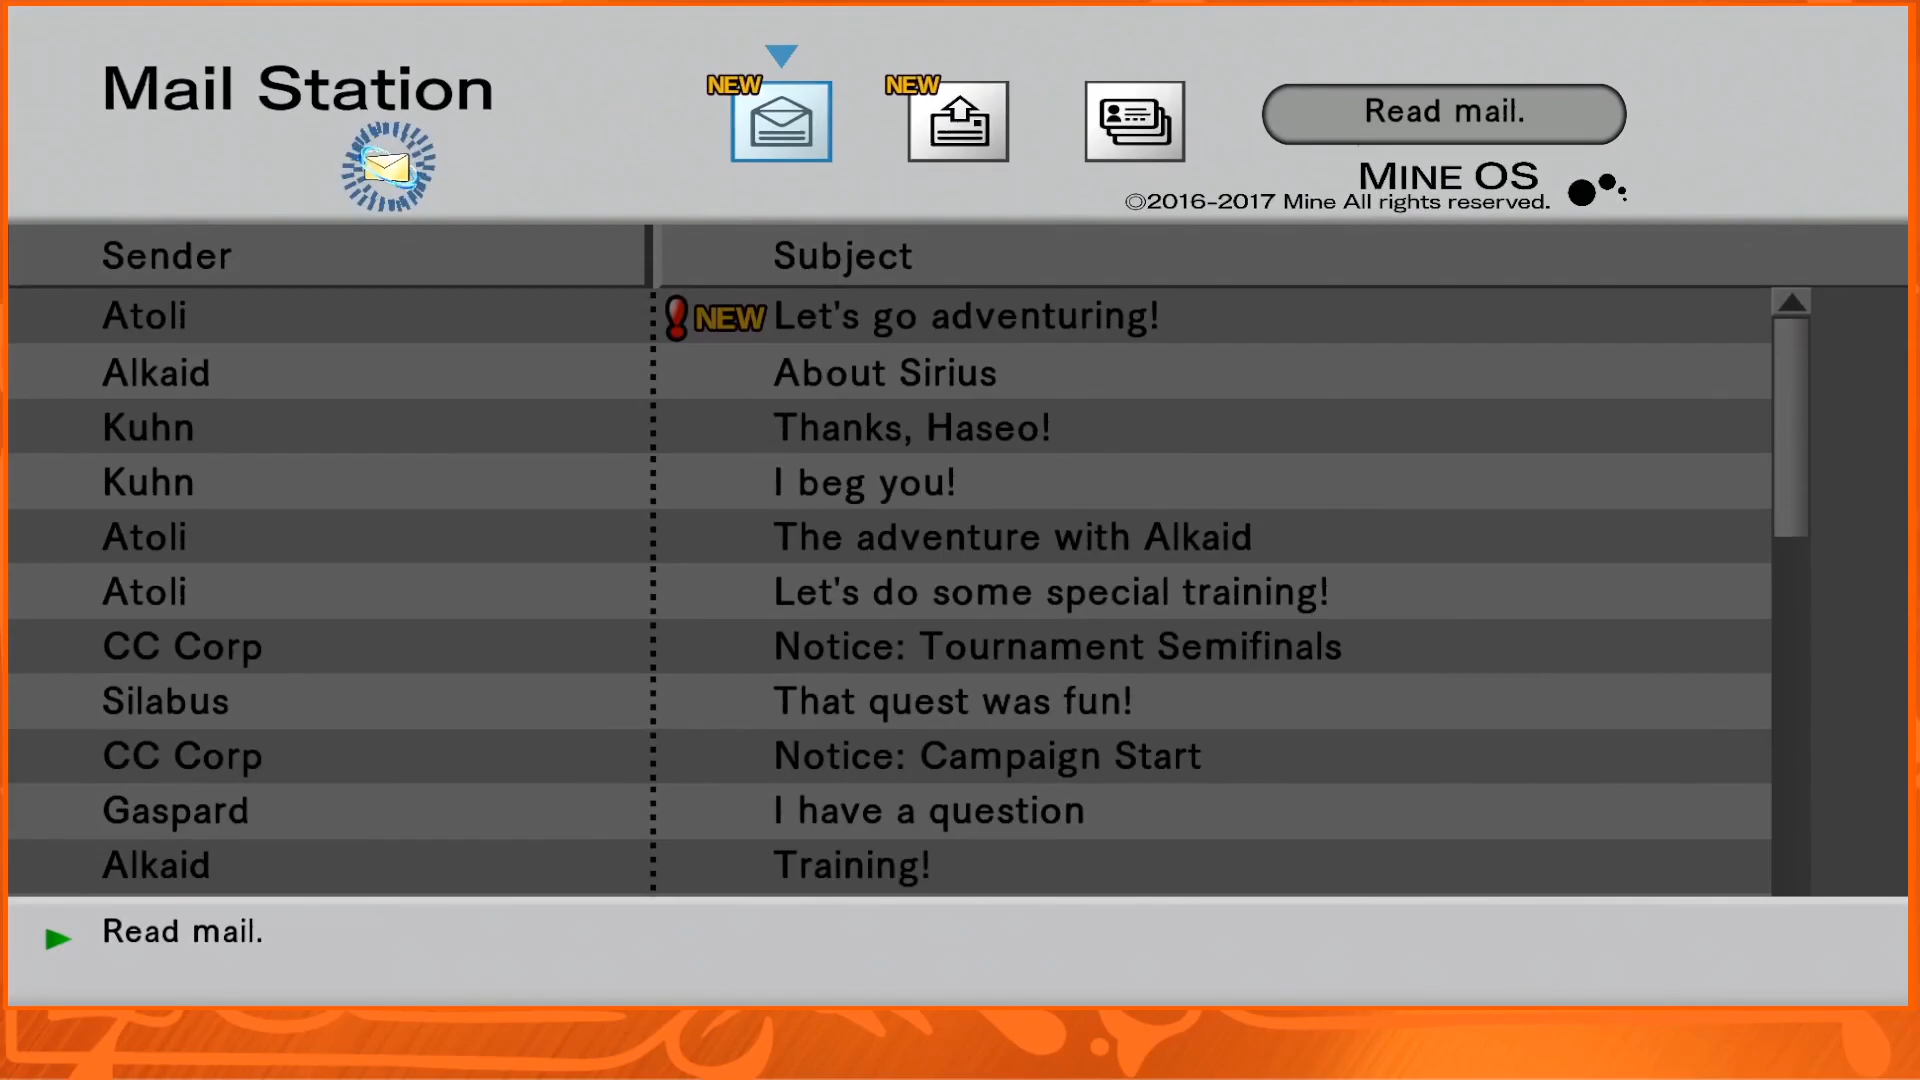 Mail Station
NEW
NEW
Read mail.
MINE OS
©2016-2017 Mine All rights reserved.
Sender Subject
Atoli NEW Let's go adventuring!
Alkaid About Sirius
Kuhn Thanks, Haseo!
Kuhn I beg you!
Atoli The adventure with Alkaid
Atoli Let's do some special training!
CC Corp Notice: Tournament Semifinals
Silabus That quest was fun!
CC Corp Notice: Campaign Start
Gaspard I have a question
Alkaid Training!
Read mail.